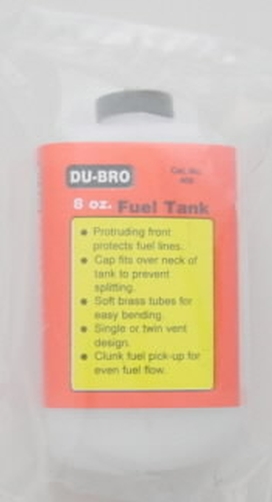 DU-BRO
Cat. No.
8 oz. Fuel Tank
● Protruding front
protects fuel lines.
● Cap fits over neck of
tank to prevent
splitting.
● Soft brass tubes for
easy bending.
● Single or twin vent
design.
● Clunk fuel pick-up for
even fuel flow.